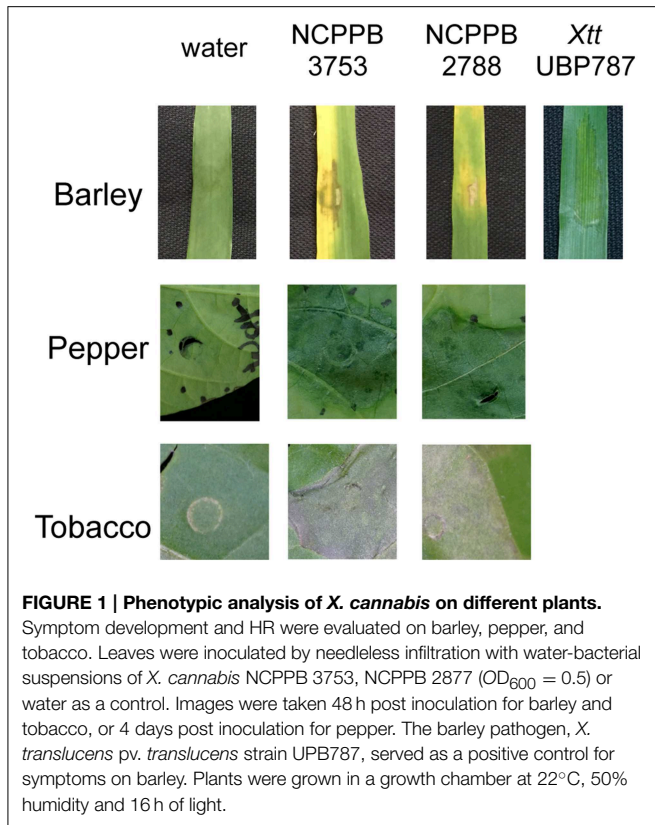 water
NCPPB
3753
NCPPB
2788
Xtt
UBP787
Barley
Pepper
Tobacco
FIGURE 1 | Phenotypic analysis of X. cannabis on different plants.
Symptom development and HR were evaluated on barley, pepper, and
tobacco. Leaves were inoculated by needleless infiltration with water-bacterial
suspensions of X. cannabis NCPPB 3753, NCPPB 2877 (OD600 = 0.5) or
water as a control. Images were taken 48 h post inoculation for barley and
tobacco, or 4 days post inoculation for pepper. The barley pathogen, X.
translucens pv. translucens strain UPB787, served as a positive control for
symptoms on barley. Plants were grown in a growth chamber at 22°C, 50%
humidity and 16 h of light.